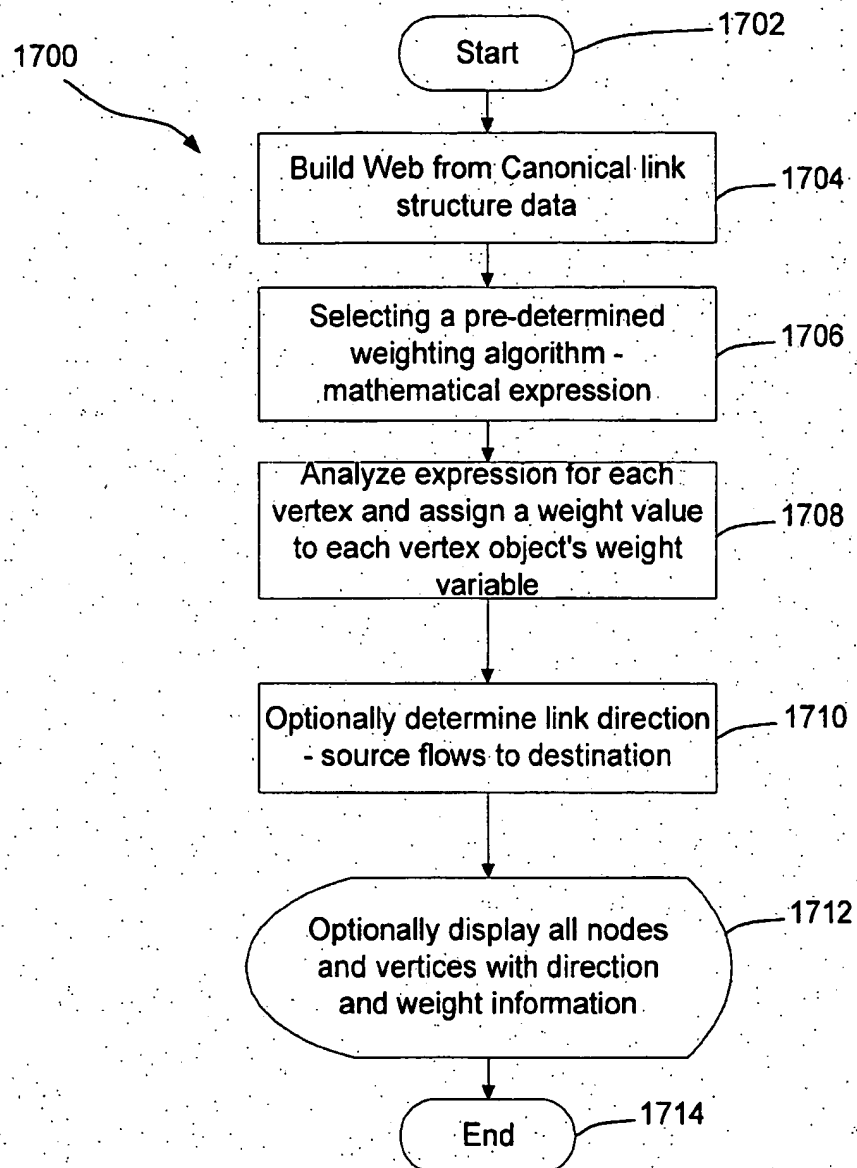 1700
Start
1702
Build Web from Canonical link
structure data
1704
Selecting a pre-determined
weighting algorithm -
mathematical expression
1706
Analyze expression for each
vertex and assign a weight value
to each vertex object's weight
variable
1708
Optionally determine link direction
- source flows to destination
1710
Optionally display all nodes
and vertices with direction
and weight information
1712
End
1714